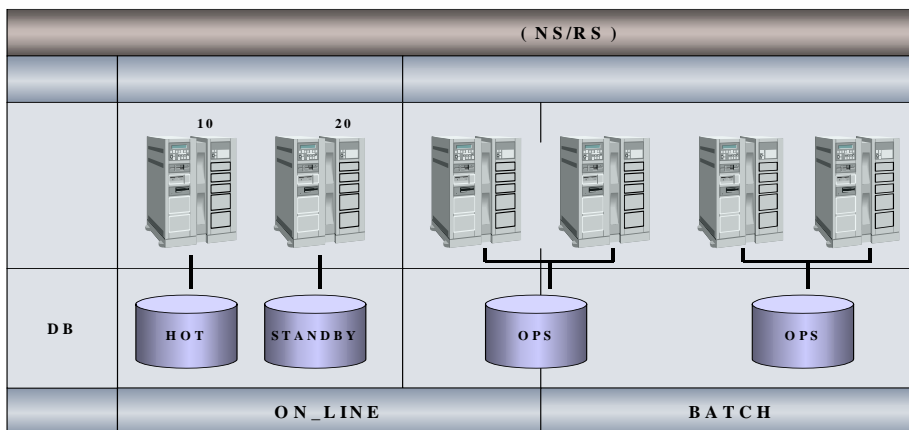 ( NS/RS )
10 20
DB HOT STANDBY OPS OPS
ON_LINE BATCH